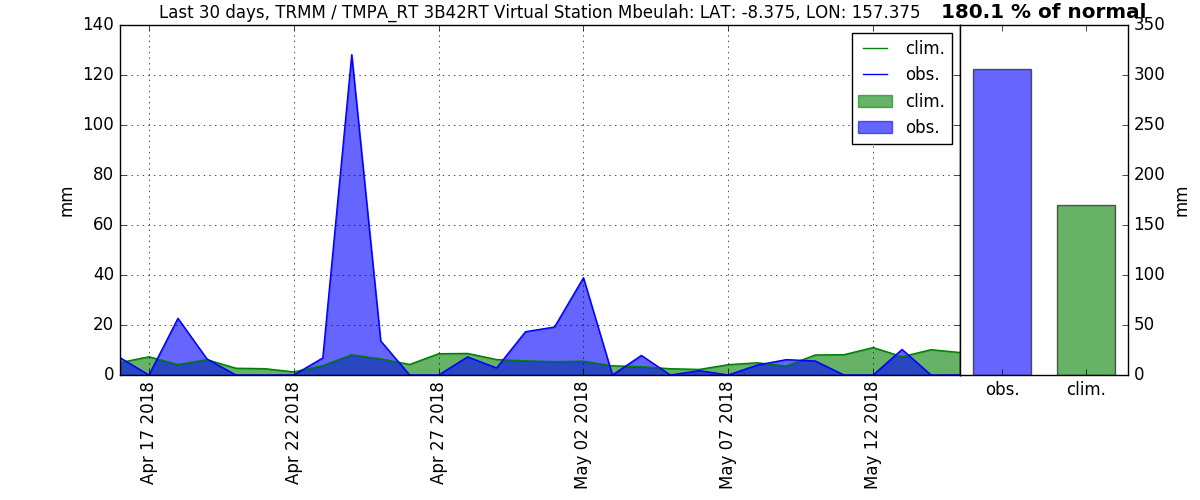 Last 30 days, TRMM / TMPA_RT 3B42RT Virtual Station Mbeulah: LAT: -8.375, LON: 157.375
180.1 % of normal
140
120
100
80
60
40
20
0
mm
clim.
obs.
clim.
obs.
350
300
250
200
150
100
50
0
mm
Apr 17 2018
Apr 22 2018
Apr 27 2018
May 02 2018
May 07 2018
May 12 2018
obs.
clim.